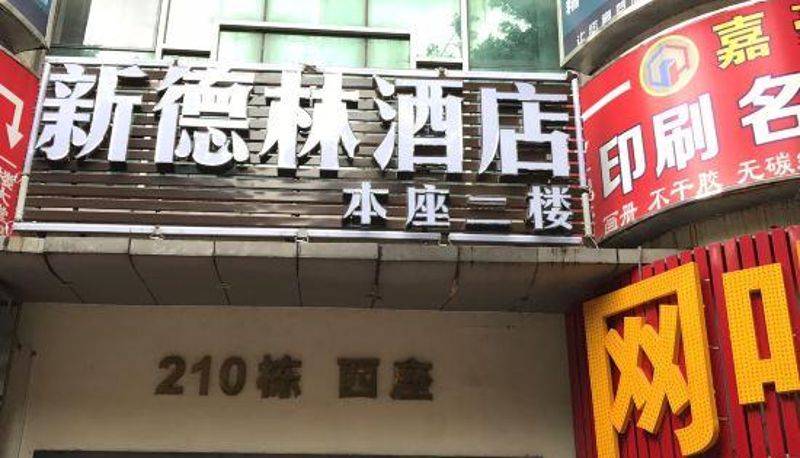 新德林酒店
本座二楼
210栋 西座
印刷名
画册 不干胶 无碳
嘉
网吧